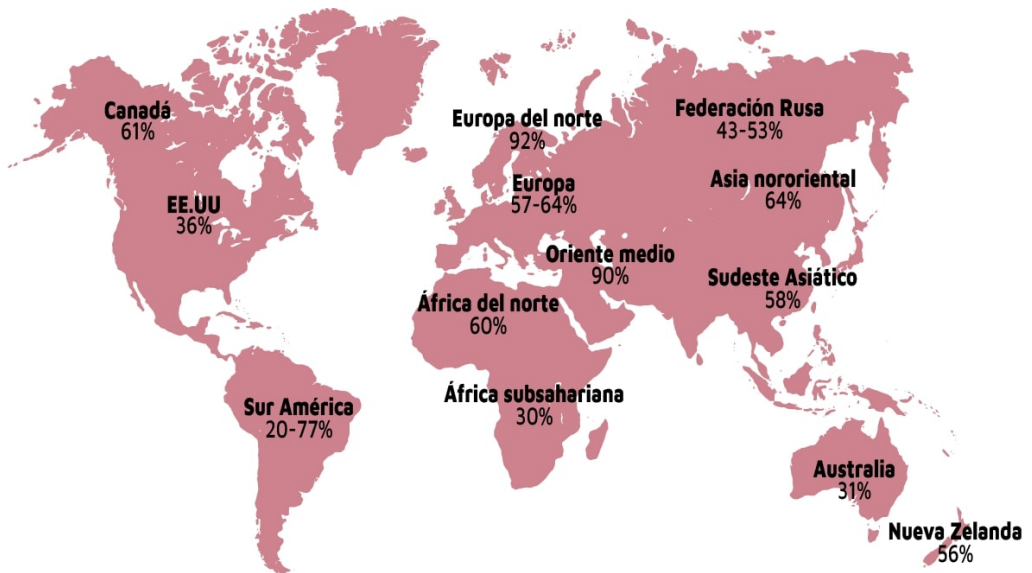 Canadá
61%
EE.UU
36%
Sur América
20-77%
Europa del norte
92%
Europa
57-64%
Oriente medio
90%
África del norte
60%
África subsahariana
30%
Federación Rusa
43-53%
Asia nororiental
64%
Sudeste Asiático
58%
Australia
31%
Nueva Zelanda
56%